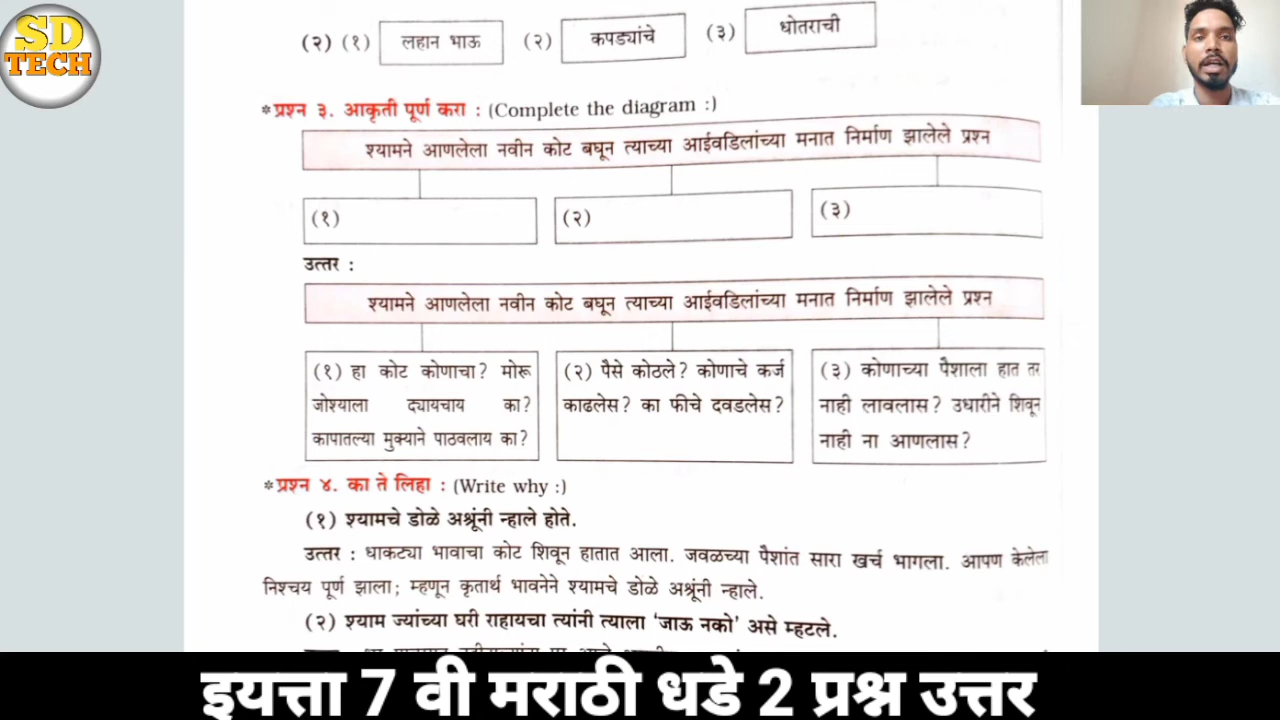 SD
TECH
(२) (१) लहान भाऊ (२) कपड्यांचे (३) धोतराची
*प्रश्न ३. आकृती पूर्ण करा : (Complete the diagram :)
श्यामने आणलेला नवीन कोट बघून त्याच्या आईवडिलांच्या मनात निर्माण झालेले प्रश्न
(१) (२) (३)
उत्तर :
श्यामने आणलेला नवीन कोट बघून त्याच्या आईवडिलांच्या मनात निर्माण झालेले प्रश्न
(१) हा कोट कोणाचा? मोरू
जोश्याला द्यायचाय का?
कापातल्या मुक्याने पाठवलाय का?
(२) पैसे कोठले? कोणाचे कर्ज
काढलेस? का फीचे दवडलेस?
(३) कोणाच्या पैशाला हात तर
नाही लावलास? उधारीने शिवून
नाही ना आणलास?
*प्रश्न ४. का ते लिहा : (Write why :)
(१) श्यामचे डोळे अश्रूंनी न्हाले होते.
उत्तर : धाकट्या भावाचा कोट शिवून हातात आला. जवळच्या पैशांत सारा खर्च भागला. आपण केलेला
निश्चय पूर्ण झाला; म्हणून कृतार्थ भावनेने श्यामचे डोळे अश्रूंनी न्हाले.
(२) श्याम ज्यांच्या घरी राहायचा त्यांनी त्याला 'जाऊ नको' असे म्हटले.
इयत्ता 7 वी मराठी धडे 2 प्रश्न उत्तर